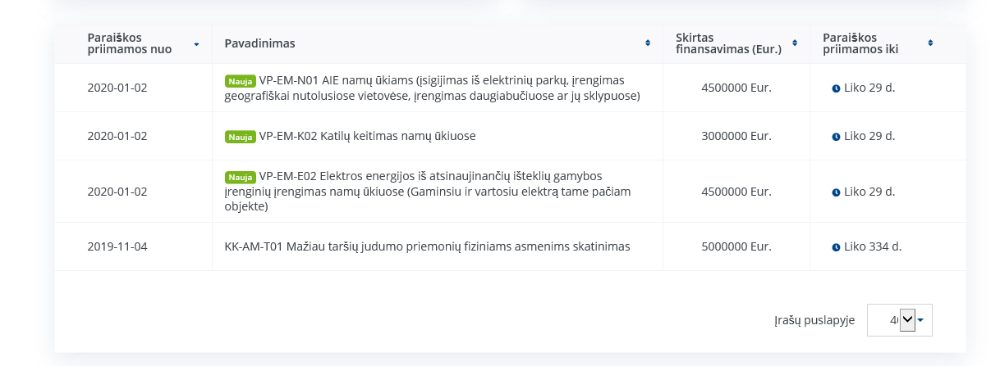 Paraiškos
priimamos nuo
Pavadinimas
Skirtas
finansavimas (Eur.)
Paraiškos
priimamos iki
2020-01-02
Nauja VP-EM-N01 AIE namų ūkiams (įsigijimas iš elektrinių parkų, įrengimas
geografiškai nutolusiose vietovėse, įrengimas daugiabučiuose ar jų sklypuose)
4500000 Eur.
Liko 29 d.
2020-01-02
Nauja VP-EM-K02 Katilų keitimas namų ūkiuose
3000000 Eur.
Liko 29 d.
2020-01-02
Nauja VP-EM-E02 Elektros energijos iš atsinaujinančių išteklių gamybos
įrenginių įrengimas namų ūkiuose (Gaminsiu ir vartosiu elektrą tame pačiam
objekte)
4500000 Eur.
Liko 29 d.
2019-11-04
KK-AM-T01 Mažiau taršių judumo priemonių fiziniams asmenims skatinimas
5000000 Eur.
Liko 334 d.
Įrašų puslapyje